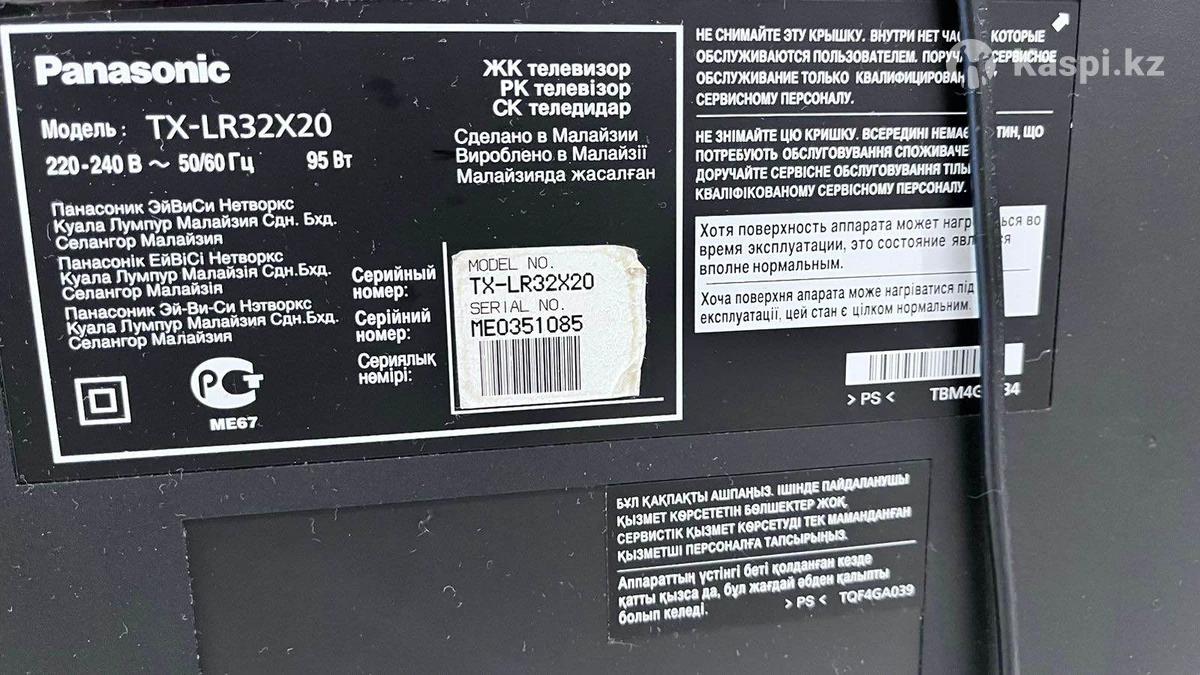 Panasonic
Модель: TX-LR32X20
220-240 В ~ 50/60 Гц 95 Вт
ЖК телевизор
РК телевізор
СК теледидар
Сделано в Малайзии
Вироблено в Малайзії
Малайзияда жасалған
Панасоник ЭйВиСи Нетворкс
Куала Лумпур Малайзия Сдн. Бхд.
Селангор Малайзия
Панасонік ЕйВіСі Нетворкс
Куала Лумпур Малайзія Сдн.Бхд.
Селангор Малайзія
Панасоник Эй-Ви-Си Нэтворкс
Куала Лумпур Малайзия Сдн.Бхд.
Селангор Малайзия
Серийный
номер:
Серійний
номер:
Сериялық
нөмірі:
MODEL NO.
TX-LR32X20
SERIAL NO.
ME0351085
РСТ
ME67
НЕ СНИМАЙТЕ ЭТУ КРЫШКУ. ВНУТРИ НЕТ КОТОРЫЕ
ОБСЛУЖИВАЮТСЯ ПОЛЬЗОВАТЕЛЕМ. СЕРВИСНОЕ
ОБСЛУЖИВАНИЕ ТОЛЬКО
СЕРВИСНОМУ ПЕРСОНАЛУ.
НЕ ЗНІМАЙТЕ ЦЮ КРИШКУ. ВСЕРЕДИНІ ЩО
ПОТРЕБУЮТЬ ОБСЛУГОВУВАННЯ
ДОРУЧАЙТЕ СЕРВІСНЕ ОБСЛУГОВУВАННЯ
КВАЛІФІКОВАНОМУ СЕРВІСНОМУ ПЕРСОНАЛУ.
Хотя поверхность аппарата может во
время эксплуатации, это состояние
вполне нормальным.
Хоча поверхня апарата може нагріватися під
експлуатації, цей стан є цілком нормальним.
> PS <
БҰЛ ҚАҚПАҚТЫ АШПАҢЫЗ. ІШІНДЕ ПАЙДАЛАНУШЫ
ҚЫЗМЕТ КӨРСЕТЕТІН БӨЛШЕКТЕР ЖОҚ,
СЕРВИСТІК ҚЫЗМЕТ КӨРСЕТУДІ ТЕК МАМАНДАНҒАН
ҚЫЗМЕТШІ ПЕРСОНАЛҒА ТАПСЫРЫҢЫЗ.
Аппараттың үстіңгі беті қолданған кезде
қатты қызса да, бұл жағдай әбден қалыпты
болып келеді.
> PS < TQF4GA039
Kaspi.kz